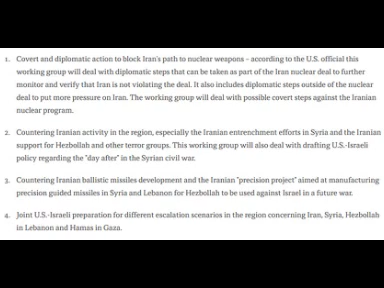 1. Covert and diplomatic action to block Iran's path to nuclear weapons – according to the U.S. official this
working group will deal with diplomatic steps that can be taken as part of the Iran nuclear deal to further
monitor and verify that Iran is not violating the deal. It also includes diplomatic steps outside of the nuclear
deal to put more pressure on Iran. The working group will deal with possible covert steps against the Iranian
nuclear program.
2. Countering Iranian activity in the region, especially the Iranian entrenchment efforts in Syria and the Iranian
support for Hezbollah and other terror groups. This working group will also deal with drafting U.S.-Israeli
policy regarding the "day after" in the Syrian civil war.
3. Countering Iranian ballistic missiles development and the Iranian "precision project" aimed at manufacturing
precision guided missiles in Syria and Lebanon for Hezbollah to be used against Israel in a future war.
4. Joint U.S.-Israeli preparation for different escalation scenarios in the region concerning Iran, Syria, Hezbollah
in Lebanon and Hamas in Gaza.